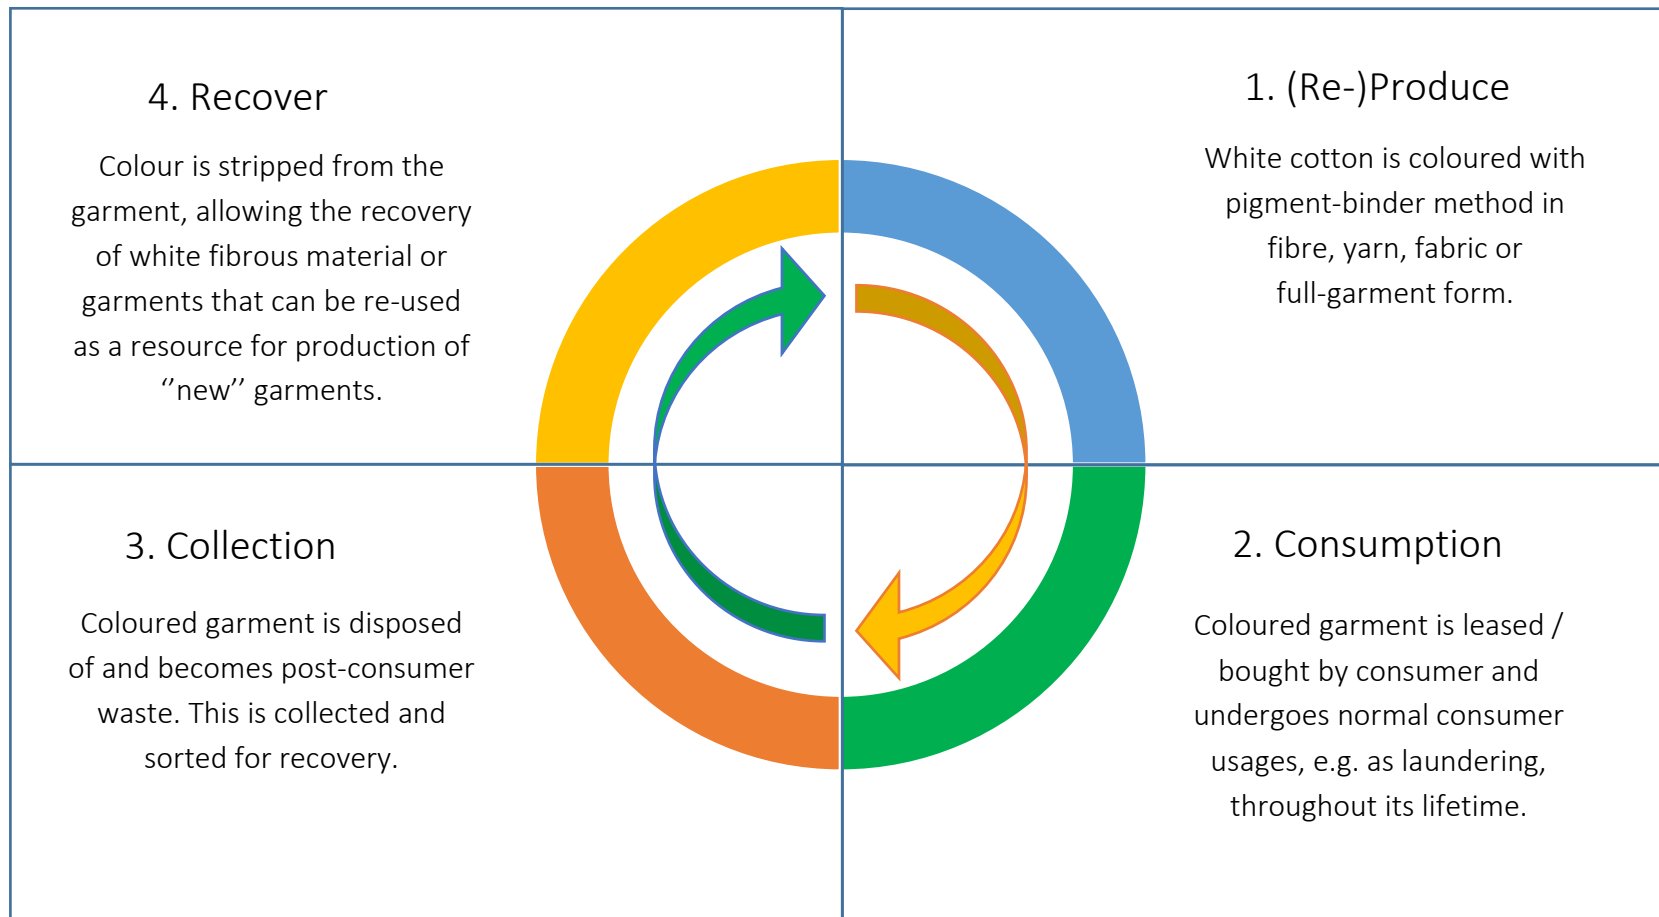 4. Recover
Colour is stripped from the
garment, allowing the recovery
of white fibrous material or
garments that can be re-used
as a resource for production of
‘’new’’ garments.
1. (Re-)Produce
White cotton is coloured with
pigment-binder method in
fibre, yarn, fabric or
full-garment form.
3. Collection
Coloured garment is disposed
of and becomes post-consumer
waste. This is collected and
sorted for recovery.
2. Consumption
Coloured garment is leased /
bought by consumer and
undergoes normal consumer
usages, e.g. as laundering,
throughout its lifetime.